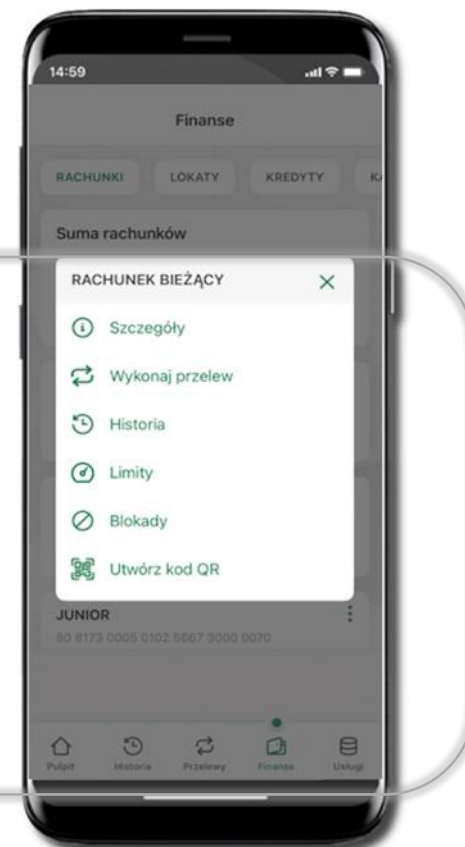 14:59
Finanse
RACHUNKI LOKATY KREDYTY KA
Suma rachunków
RACHUNEK BIEŻĄCY
Szczegóły
Wykonaj przelew
Historia
Limity
Blokady
Utwórz kod QR
JUNIOR
80 8173 0005 0102 5667 3000 0070
Pulpit Historia Przelewy Finanse Usługi